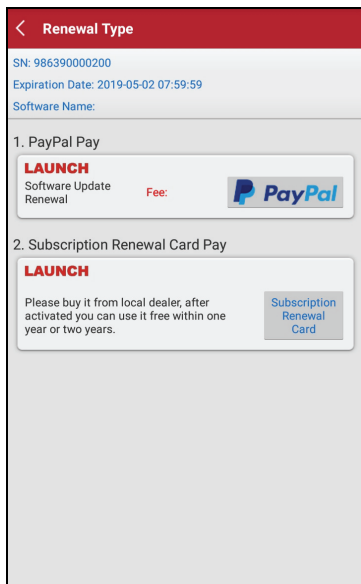 Renewal Type
SN: 986390000200
Expiration Date: 2019-05-02 07:59:59
Software Name:
1. PayPal Pay
LAUNCH
Software Update
Renewal
Fee:
PayPal
2. Subscription Renewal Card Pay
LAUNCH
Please buy it from local dealer, after
activated you can use it free within one
year or two years.
Subscription
Renewal
Card